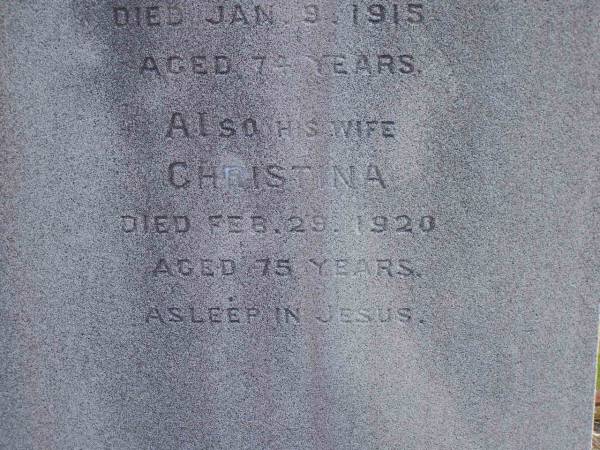 DIED JAN. 9. 1915
AGED 74 YEARS.
ALSO HIS WIFE
CHRISTINA
DIED FEB. 29. 1920
AGED 75 YEARS.
ASLEEP IN JESUS.